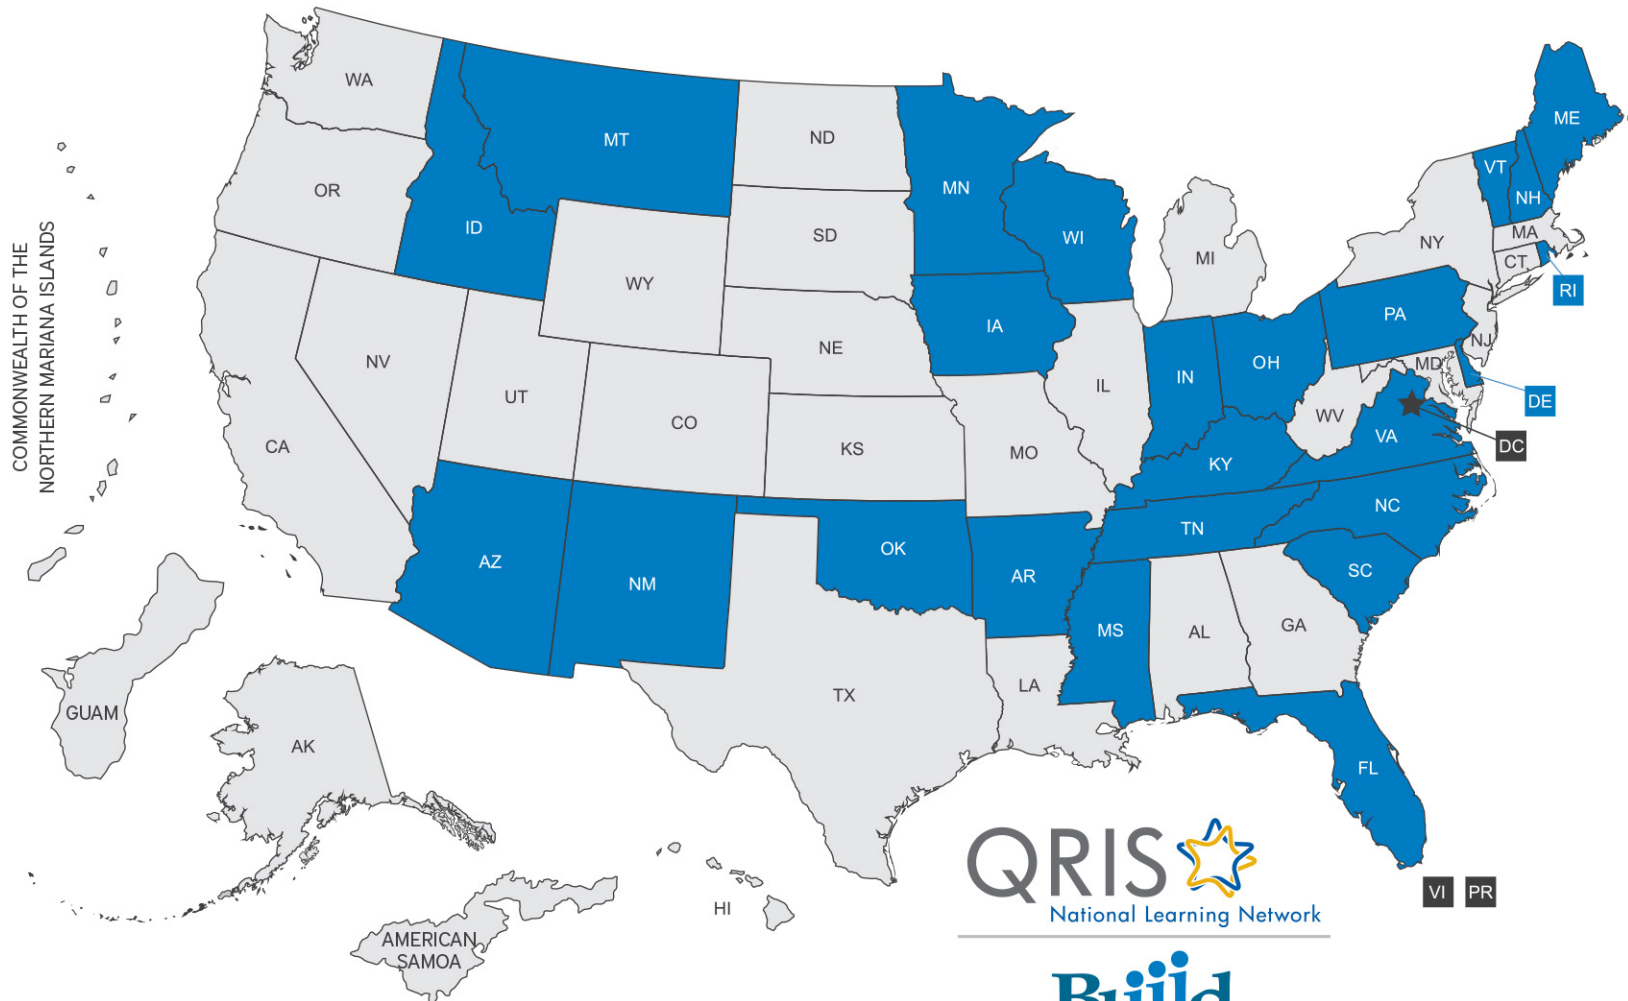 WA
MT
ND
MN
ME
VT
NH
OR
ID
SD
WI
MI
NY
MA
CT
RI
WY
IA
PA
NE
NV
UT
CO
IL
IN
OH
NJ
MD
DE
CA
KS
MO
WV
VA
DC
KY
AZ
NM
OK
AR
TN
NC
SC
MS
AL
GA
TX
LA
FL
COMMONWEALTH OF THE
NORTHERN MARIANA ISLANDS
GUAM
AK
HI
AMERICAN
SAMOA
VI
PR
QRIS
National Learning Network
Build